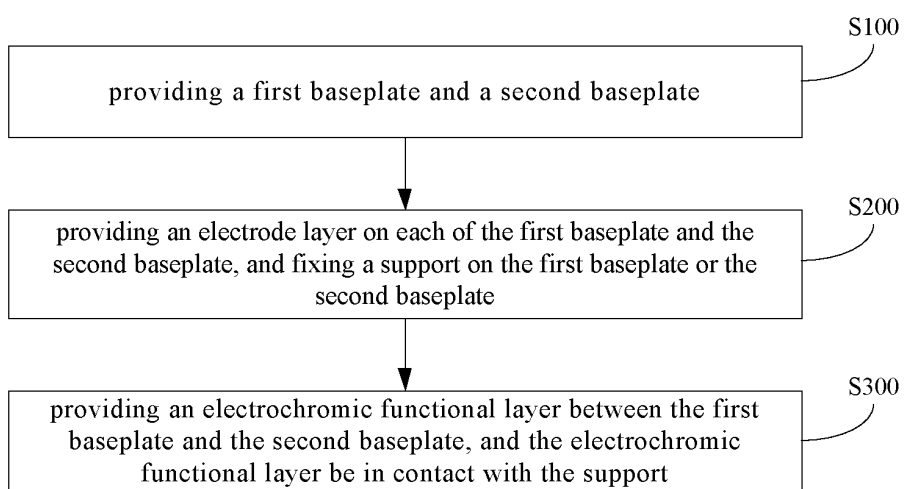 S100
providing a first baseplate and a second baseplate
S200
providing an electrode layer on each of the first baseplate and the
second baseplate, and fixing a support on the first baseplate or the
second baseplate
S300
providing an electrochromic functional layer between the first
baseplate and the second baseplate, and the electrochromic
functional layer be in contact with the support